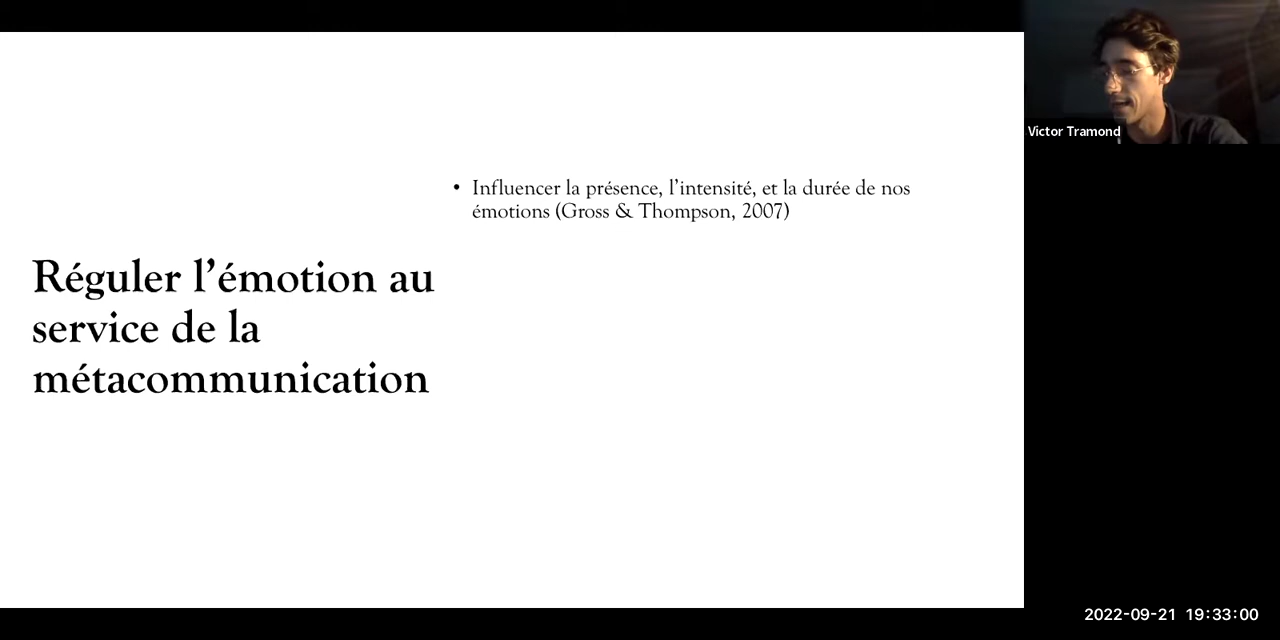 Réguler l’émotion au
service de la
métacommunication
• Influencer la présence, l’intensité, et la durée de nos
émotions (Gross & Thompson, 2007)
Victor Tramond
2022-09-21 19:33:00